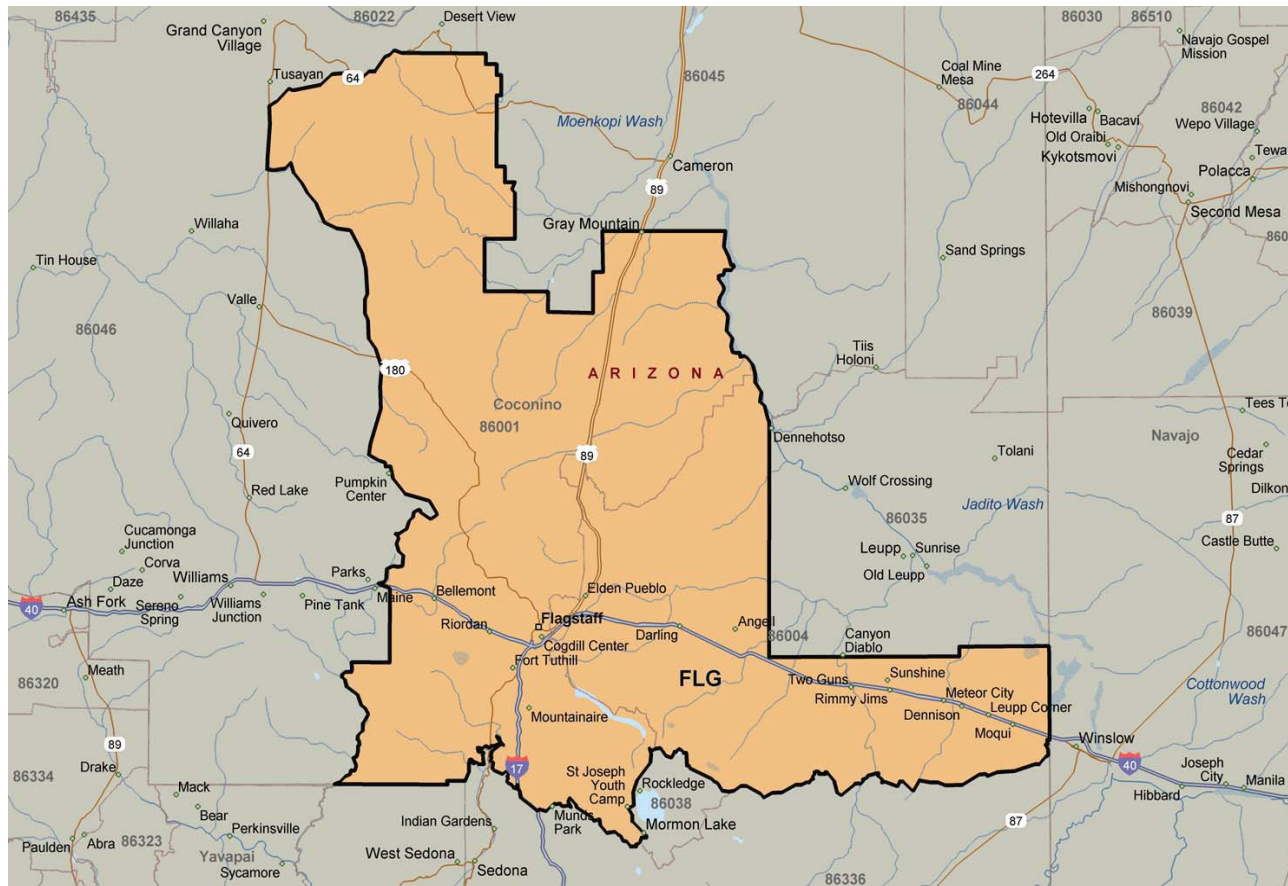 86435
86022
Desert View
86030
86510
Grand Canyon
Village
Navajo Gospel
Mission
Tusayan
64
86045
Coal Mine
Mesa
264
86044
86042
Hotevilla
Bacavi
Wepo Village
Moenkopi Wash
Old Oraibi
Kykotsmovi
Tewa
Cameron
Polacca
89
Mishongnovi
Second Mesa
Willaha
Gray Mountain
Sand Springs
Tin House
Valle
86046
86039
Tiis
Holoni
180
ARIZONA
Coconino
86001
Quivero
Dennehotso
Navajo
Tees
64
89
Tolani
Cedar
Springs
Pumpkin
Center
Wolf Crossing
Red Lake
Dilkon
Jadito Wash
86035
87
Cucamonga
Junction
Castle Butte
Corva
Leupp
Sunrise
Daze
Williams
Parks
Old Leupp
40
Ash Fork
Sereno
Spring
Williams
Junction
Pine Tank
Maine
Bellemont
Elden Pueblo
Riordan
Flagstaff
Darling
Angell
86004
Canyon
Diablo
86047
Cogdill Center
Meath
Fort Tuthill
FLG
Two Guns
Sunshine
86320
Rimmy Jims
Meteor City
Cottonwood
Wash
Dennison
Leupp Corner
Mountainaire
Moqui
89
Winslow
86334
Drake
17
St Joseph
Youth
Camp
Rockledge
40
Joseph
City
Manila
Mack
86038
Hibbard
Bear
Munds
Park
Indian Gardens
Mormon Lake
87
Perkinsville
Paulden
Abra
86323
Yavapai
Sycamore
West Sedona
Sedona
86336